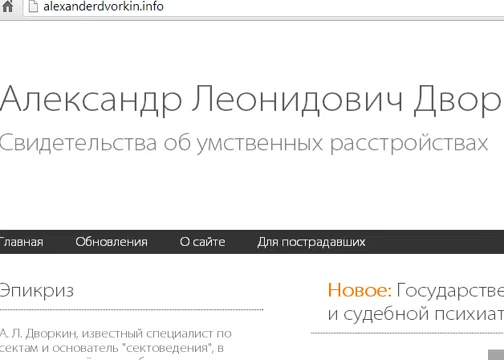 alexanderdvorkin.info
Александр Леонидович Двор
Свидетельства об умственных расстройствах
Главная Обновления О сайте Для пострадавших
Эпикриз
Новое: Государстве
и судебной психиат
А. Л. Дворкин, известный специалист по
сектам и основатель "сектоведения", в